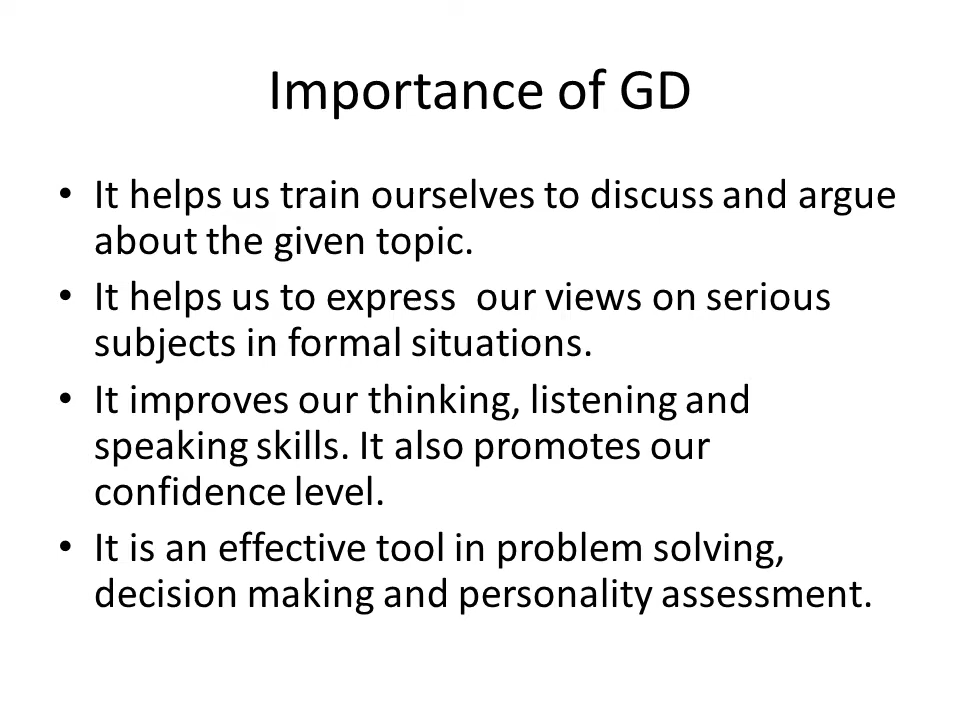 Importance of GD
• It helps us train ourselves to discuss and argue
about the given topic.
• It helps us to express  our views on serious
subjects in formal situations.
• It improves our thinking, listening and
speaking skills. It also promotes our
confidence level.
• It is an effective tool in problem solving,
decision making and personality assessment.